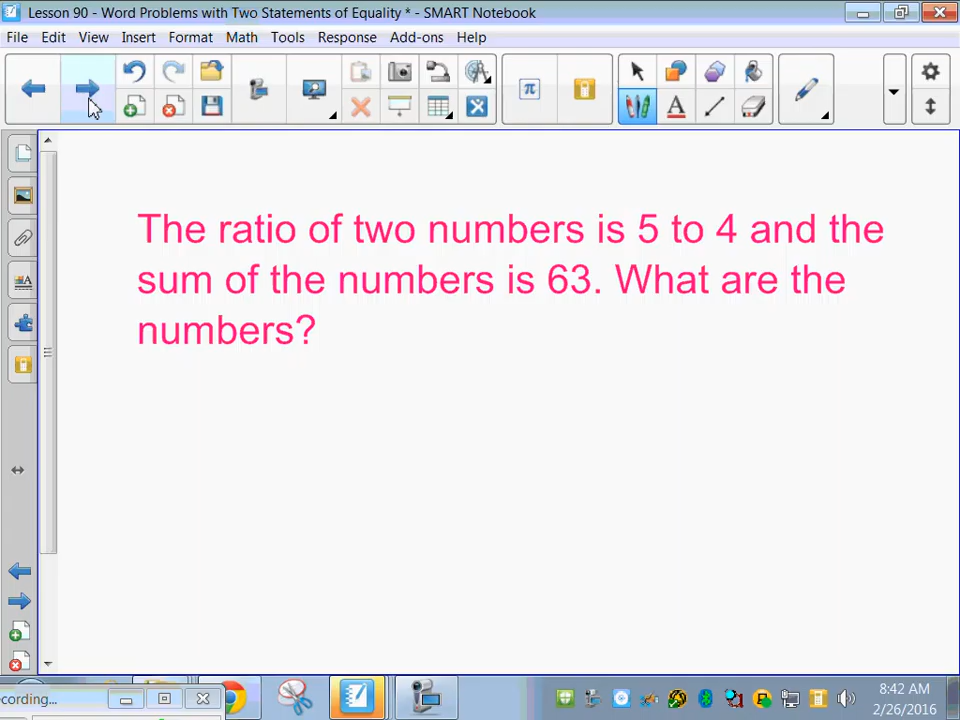 Lesson 90 - Word Problems with Two Statements of Equality * - SMART Notebook
File Edit View Insert Format Math Tools Response Add-ons Help
π
A
The ratio of two numbers is 5 to 4 and the
sum of the numbers is 63. What are the
numbers?
ecording...
8:42 AM
2/26/2016